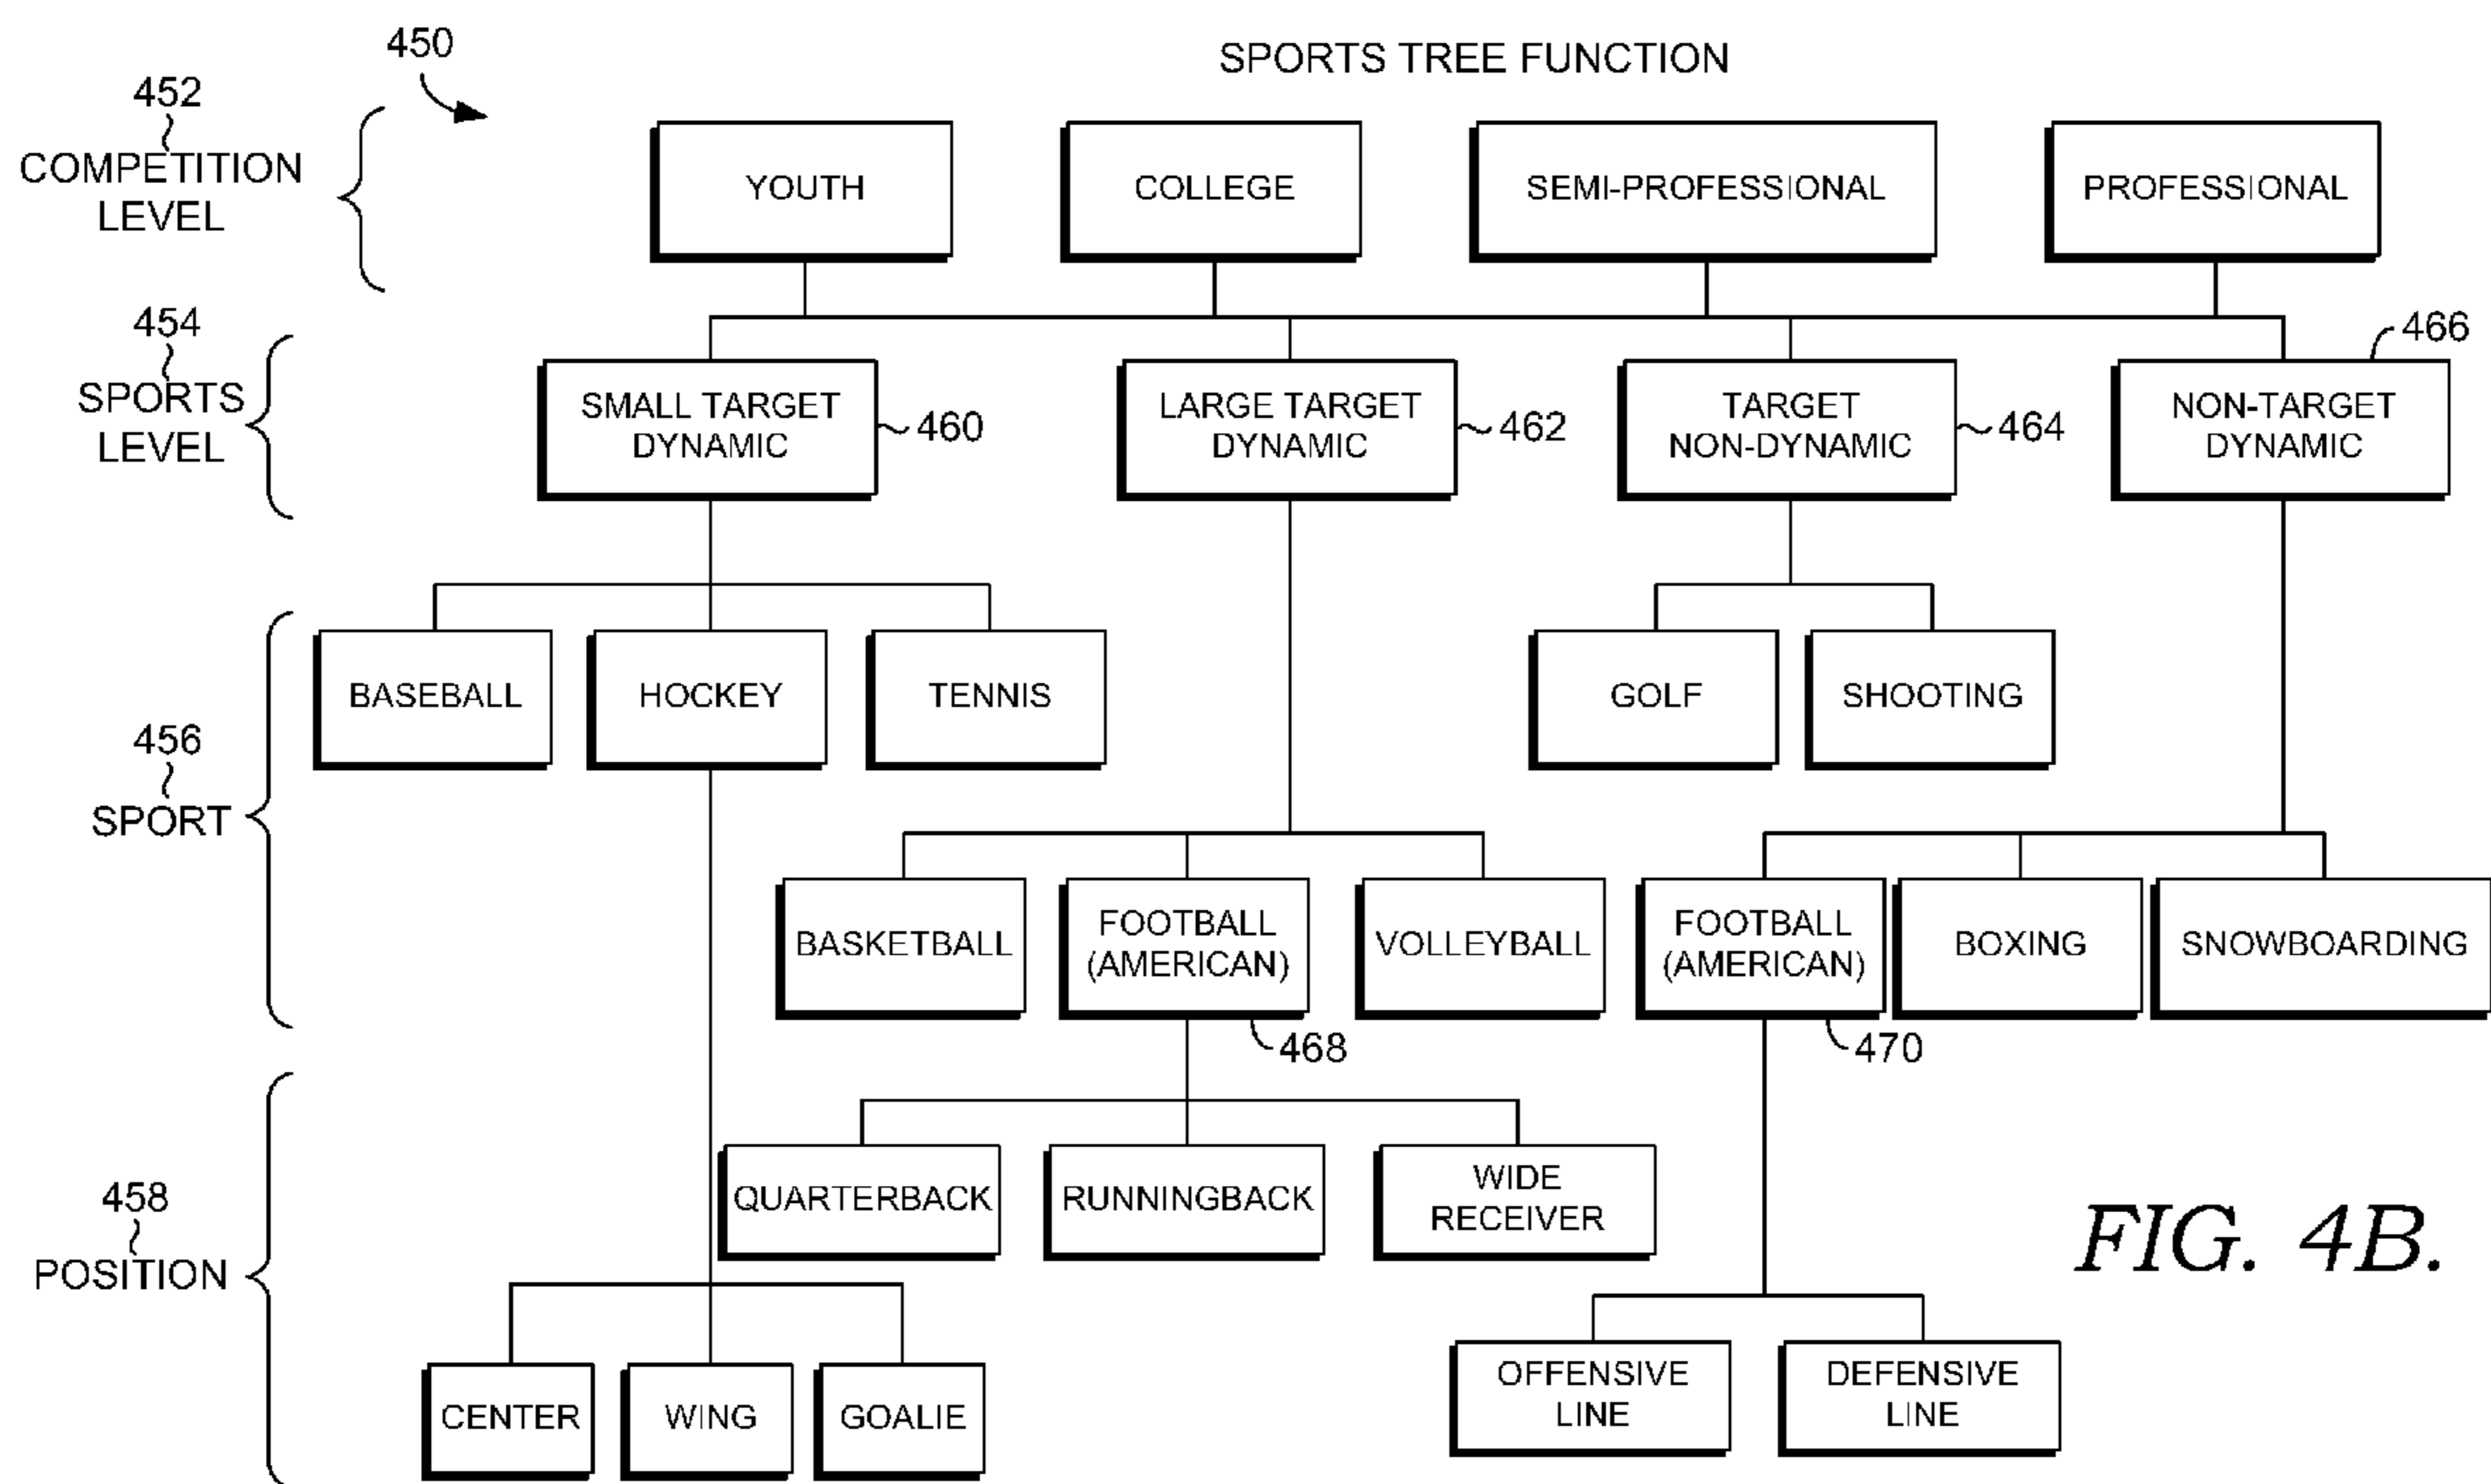 450
SPORTS TREE FUNCTION
452
COMPETITION
LEVEL
YOUTH
COLLEGE
SEMI-PROFESSIONAL
PROFESSIONAL
454
SPORTS
LEVEL
466
SMALL TARGET
DYNAMIC
460
LARGE TARGET
DYNAMIC
462
TARGET
NON-DYNAMIC
464
NON-TARGET
DYNAMIC
456
SPORT
BASEBALL
HOCKEY
TENNIS
GOLF
SHOOTING
BASKETBALL
FOOTBALL
(AMERICAN)
VOLLEYBALL
FOOTBALL
(AMERICAN)
BOXING
SNOWBOARDING
468
470
458
POSITION
QUARTERBACK
RUNNINGBACK
WIDE
RECEIVER
CENTER
WING
GOALIE
OFFENSIVE
LINE
DEFENSIVE
LINE
FIG. 4B.